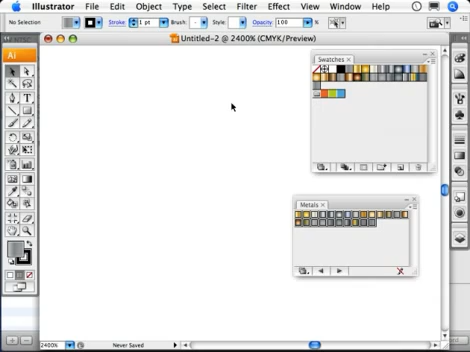 Illustrator File Edit Object Type Select Filter Effect View Window Help
No Selection Stroke: 1 pt Brush: Style: Opacity: 100 %
Untitled-2 @ 2400% (CMYK/Preview)
Ai
Swatches
Metals
2400% Never Saved